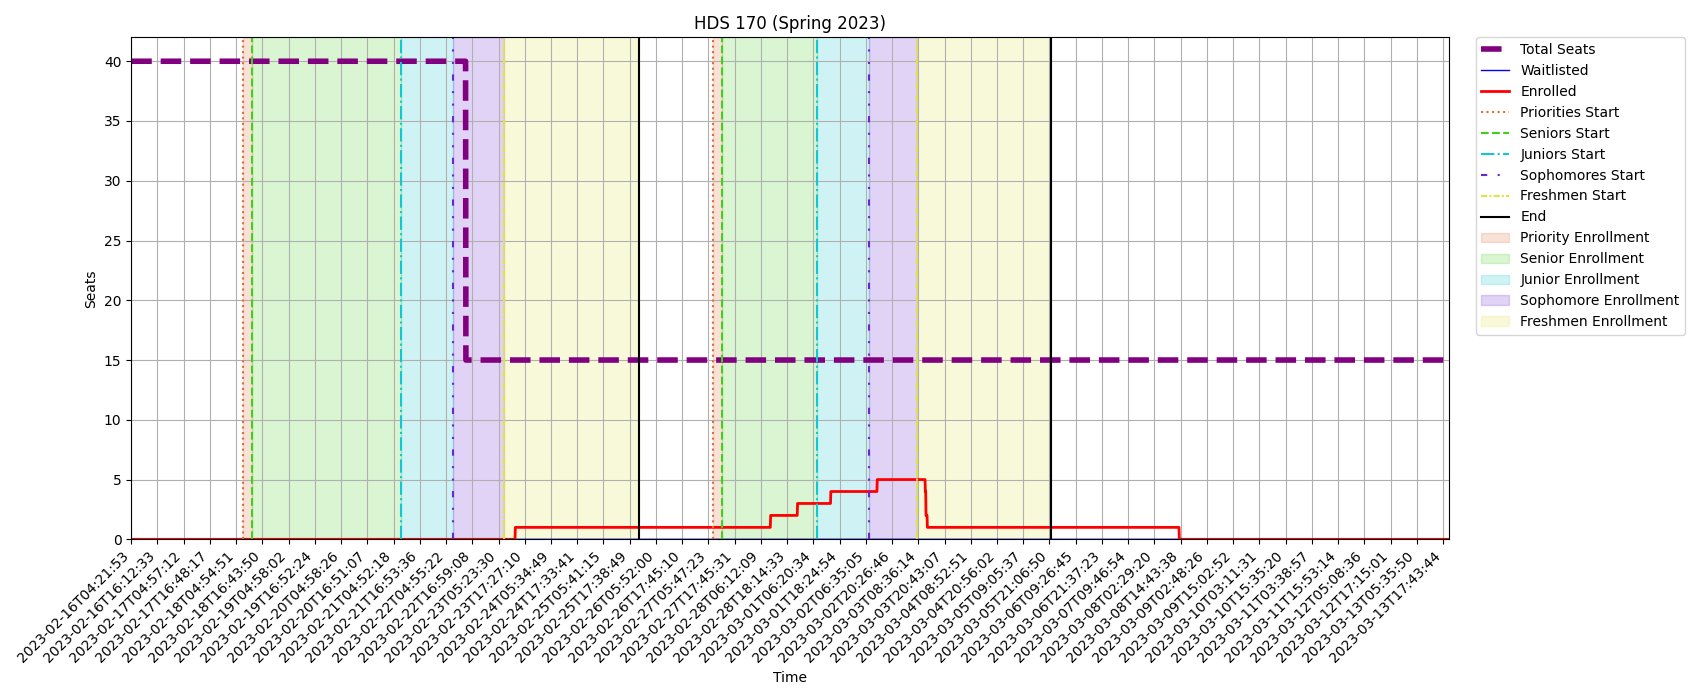 HDS 170 (Spring 2023)
Seats
40
35
30
25
20
15
10
5
0
2023-02-16T04:21:53
2023-02-16T16:12:33
2023-02-17T04:57:12
2023-02-17T16:48:17
2023-02-18T04:54:51
2023-02-18T16:43:50
2023-02-19T04:58:02
2023-02-19T16:52:24
2023-02-20T04:58:26
2023-02-20T16:51:07
2023-02-21T04:52:18
2023-02-21T16:53:36
2023-02-22T04:55:22
2023-02-22T16:59:08
2023-02-23T05:23:30
2023-02-23T17:27:10
2023-02-24T05:34:49
2023-02-24T17:33:41
2023-02-25T05:41:15
2023-02-25T17:38:49
2023-02-26T05:52:00
2023-02-26T17:45:10
2023-02-27T05:47:23
2023-02-27T17:45:31
2023-02-28T06:12:09
2023-02-28T18:14:33
2023-03-01T06:20:34
2023-03-01T18:24:54
2023-03-02T06:35:05
2023-03-02T20:26:46
2023-03-03T08:36:14
2023-03-03T20:43:07
2023-03-04T08:52:51
2023-03-04T20:56:02
2023-03-05T09:05:37
2023-03-05T21:06:50
2023-03-06T09:26:45
2023-03-06T21:37:23
2023-03-07T09:46:54
2023-03-08T02:29:20
2023-03-08T14:43:38
2023-03-09T02:48:26
2023-03-09T15:02:52
2023-03-10T03:11:31
2023-03-10T15:35:20
2023-03-11T03:38:57
2023-03-11T15:53:14
2023-03-12T05:08:36
2023-03-12T17:15:01
2023-03-13T05:35:50
2023-03-13T17:43:44
Time
Total Seats
Waitlisted
Enrolled
Priorities Start
Seniors Start
Juniors Start
Sophomores Start
Freshmen Start
End
Priority Enrollment
Senior Enrollment
Junior Enrollment
Sophomore Enrollment
Freshmen Enrollment